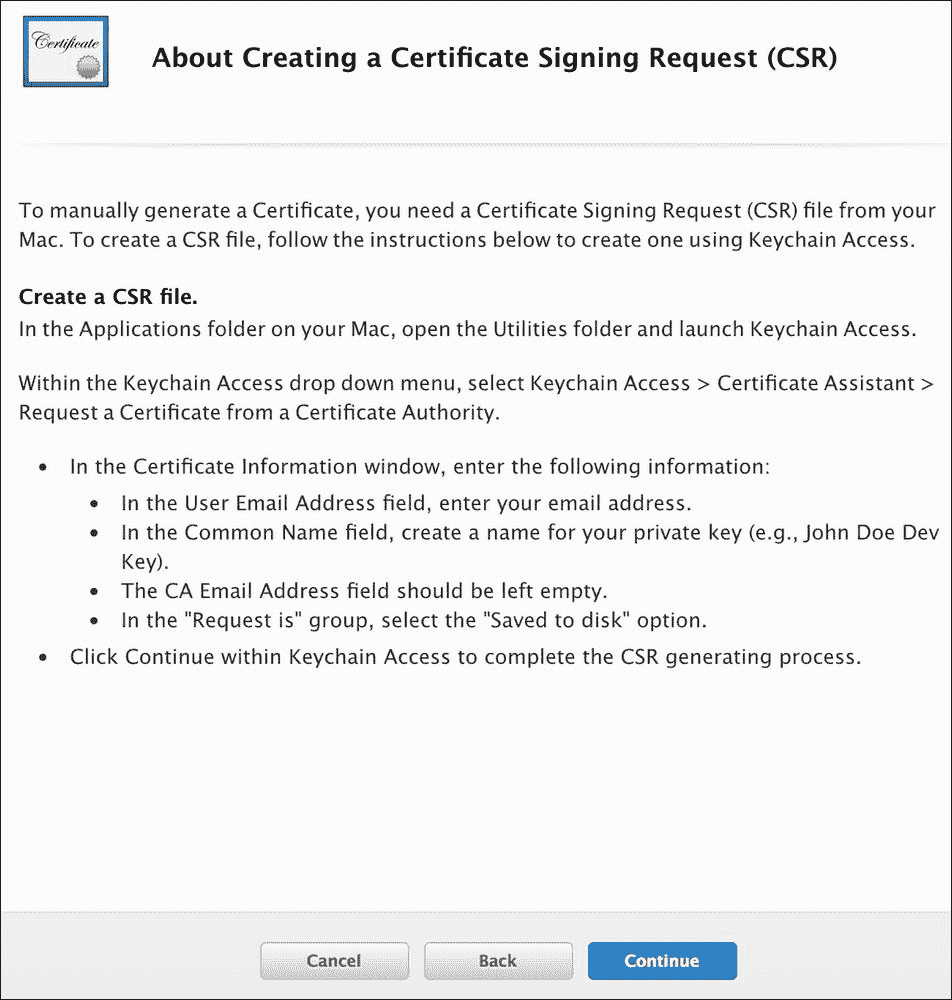 Certificate
About Creating a Certificate Signing Request (CSR)
To manually generate a Certificate, you need a Certificate Signing Request (CSR) file from your
Mac. To create a CSR file, follow the instructions below to create one using Keychain Access.
Create a CSR file.
In the Applications folder on your Mac, open the Utilities folder and launch Keychain Access.
Within the Keychain Access drop down menu, select Keychain Access > Certificate Assistant >
Request a Certificate from a Certificate Authority.
• In the Certificate Information window, enter the following information:
• In the User Email Address field, enter your email address.
• In the Common Name field, create a name for your private key (e.g., John Doe Dev
Key).
• The CA Email Address field should be left empty.
• In the "Request is" group, select the "Saved to disk" option.
• Click Continue within Keychain Access to complete the CSR generating process.
Cancel Back Continue